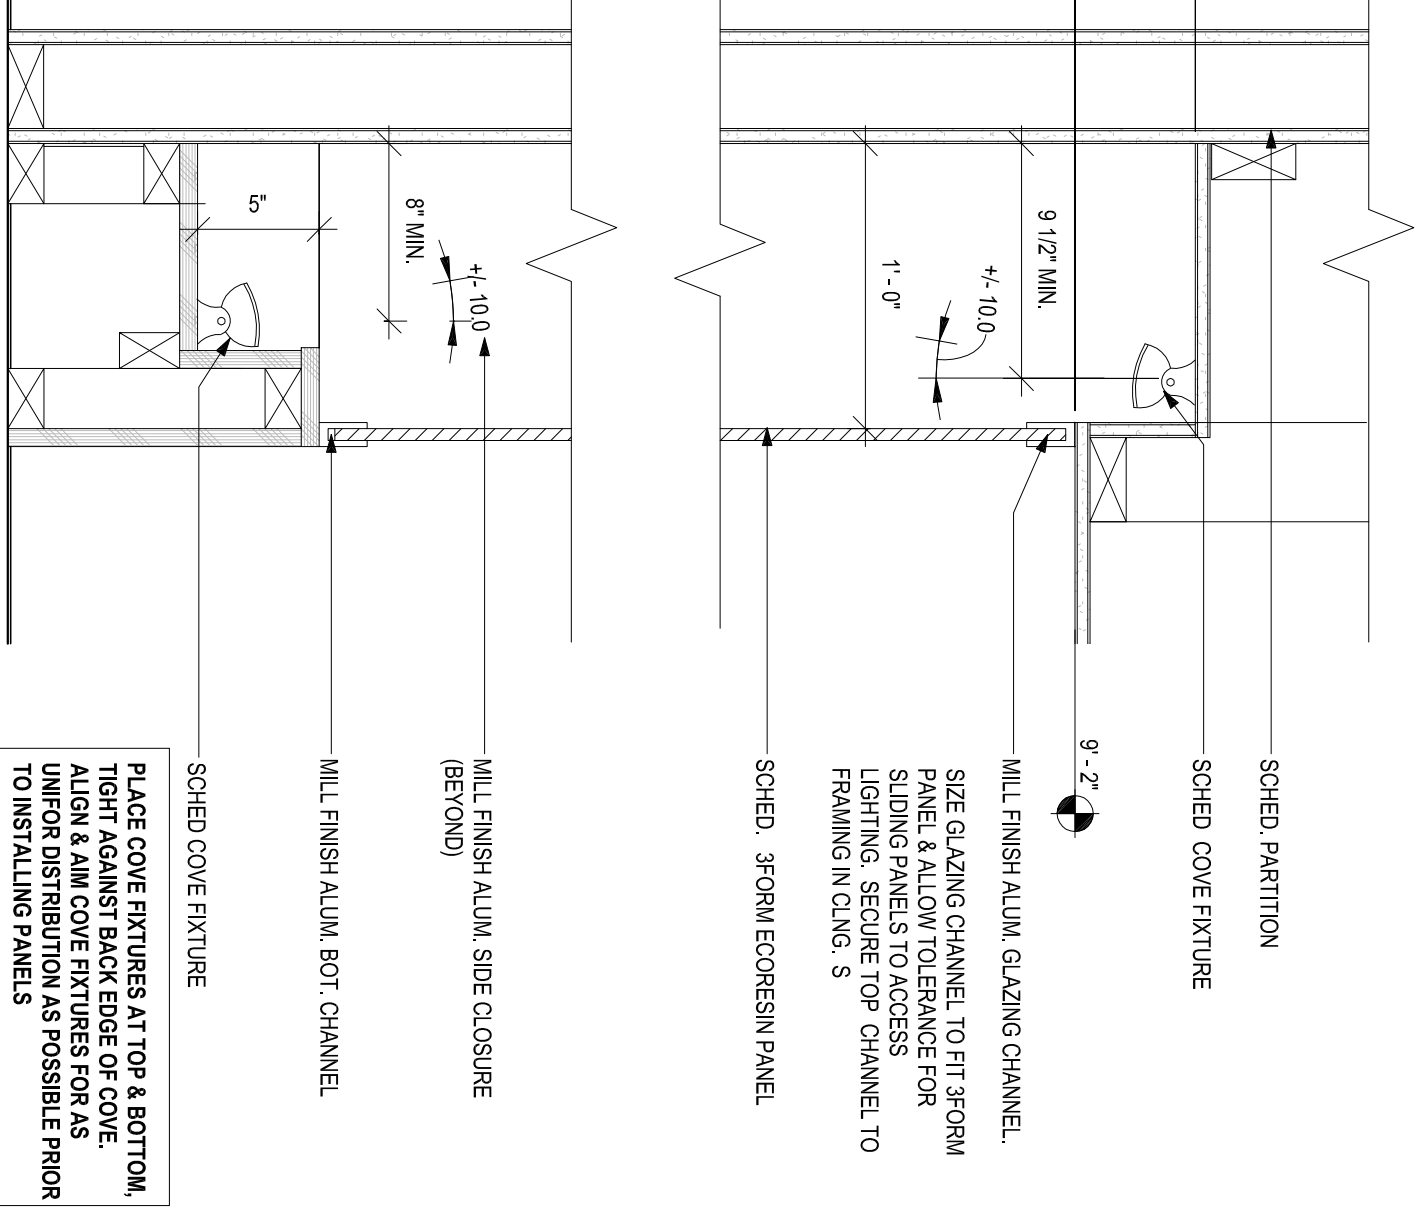 SCHED. PARTITION
SCHED  COVE FIXTURE
9' - 2"
MILL FINISH ALUM. GLAZING CHANNEL.
SIZE GLAZING CHANNEL TO FIT 3FORM
PANEL & ALLOW TOLERANCE FOR
SLIDING PANELS TO ACCESS
LIGHTING.  SECURE TOP  CHANNEL TO
FRAMING IN CLNG. S
SCHED.   3FORM ECORESIN PANEL
9 1/2" MIN.
+/- 10.0
1' - 0"
MILL FINISH ALUM. SIDE CLOSURE
(BEYOND)
+/- 10.0
8" MIN.
5"
MILL FINISH ALUM. BOT. CHANNEL
SCHED COVE FIXTURE
PLACE COVE FIXTURES AT TOP & BOTTOM,
TIGHT AGAINST BACK EDGE OF COVE.
ALIGN & AIM COVE FIXTURES FOR AS
UNIFOR DISTRIBUTION AS POSSIBLE PRIOR
TO INSTALLING PANELS